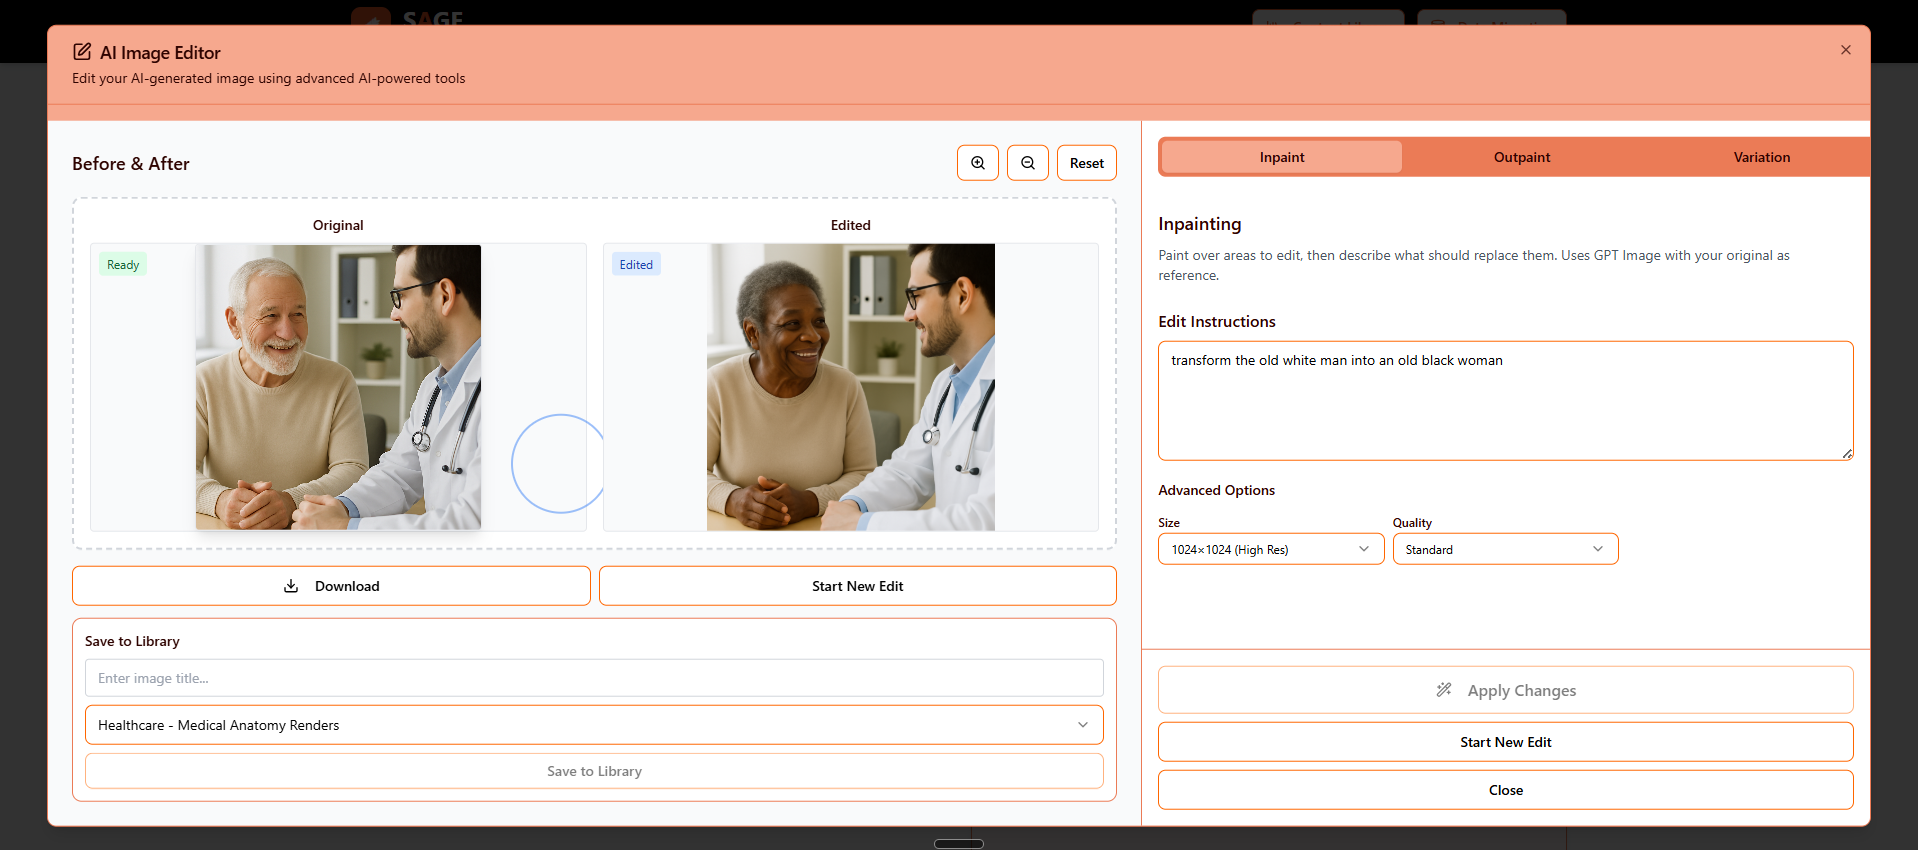 SAGE
AI Image Editor
Edit your AI-generated image using advanced AI-powered tools
Before & After
Reset
Original
Edited
Ready
Edited
Download
Start New Edit
Save to Library
Enter image title...
Healthcare - Medical Anatomy Renders
Save to Library
Inpaint
Outpaint
Variation
Inpainting
Paint over areas to edit, then describe what should replace them. Uses GPT Image with your original as
reference.
Edit Instructions
transform the old white man into an old black woman
Advanced Options
Size
Quality
1024×1024 (High Res)
Standard
Apply Changes
Start New Edit
Close